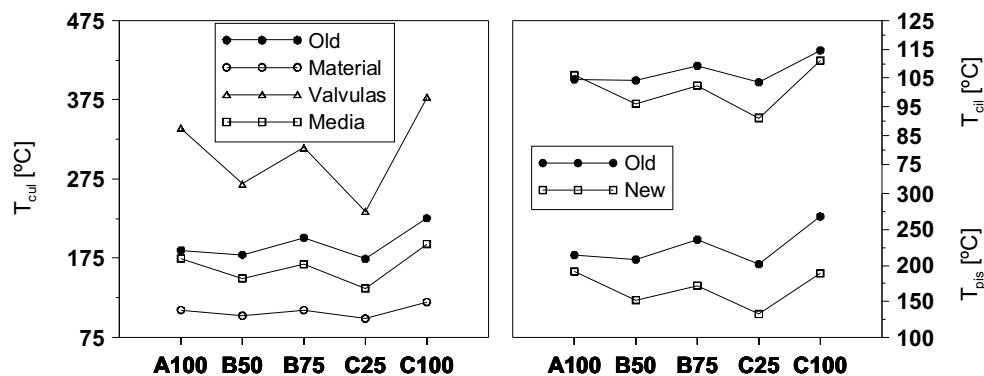 475
375
275
175
75
T_cul [ºC]
Old
Material
Valvulas
Media
A100 B50 B75 C25 C100
Old
New
125
115
105
95
85
75
T_cil [ºC]
300
250
200
150
100
T_pis [ºC]
A100 B50 B75 C25 C100